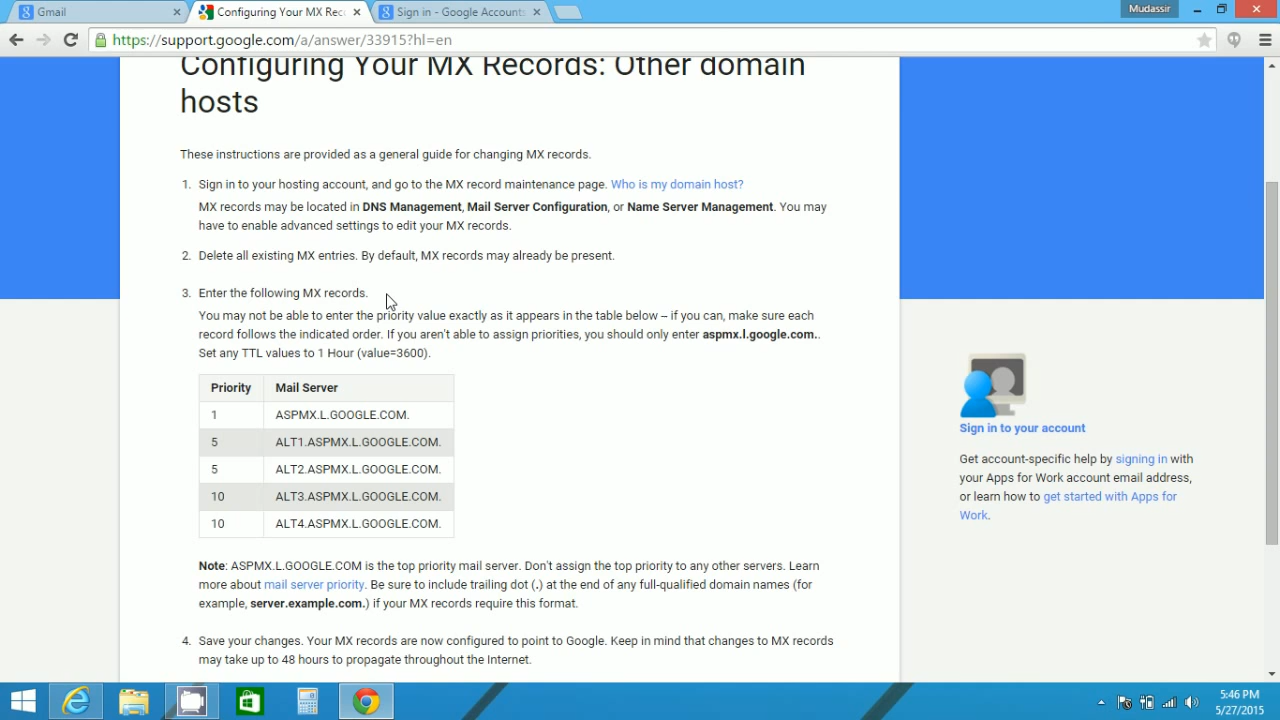 Gmail
Configuring Your MX Rec
Sign in - Google Accounts
Mudassir
https://support.google.com/a/answer/33915?hl=en
Configuring Your MX Records: Other domain
hosts
These instructions are provided as a general guide for changing MX records.
1. Sign in to your hosting account, and go to the MX record maintenance page. Who is my domain host?
MX records may be located in DNS Management, Mail Server Configuration, or Name Server Management. You may
have to enable advanced settings to edit your MX records.
2. Delete all existing MX entries. By default, MX records may already be present.
3. Enter the following MX records.
You may not be able to enter the priority value exactly as it appears in the table below – if you can, make sure each
record follows the indicated order. If you aren't able to assign priorities, you should only enter aspmx.l.google.com..
Set any TTL values to 1 Hour (value=3600).
Priority Mail Server
1 ASPMX.L.GOOGLE.COM.
5 ALT1.ASPMX.L.GOOGLE.COM.
5 ALT2.ASPMX.L.GOOGLE.COM.
10 ALT3.ASPMX.L.GOOGLE.COM.
10 ALT4.ASPMX.L.GOOGLE.COM.
Note: ASPMX.L.GOOGLE.COM is the top priority mail server. Don't assign the top priority to any other servers. Learn
more about mail server priority. Be sure to include trailing dot (.) at the end of any full-qualified domain names (for
example, server.example.com.) if your MX records require this format.
4. Save your changes. Your MX records are now configured to point to Google. Keep in mind that changes to MX records
may take up to 48 hours to propagate throughout the Internet.
Sign in to your account
Get account-specific help by signing in with
your Apps for Work account email address,
or learn how to get started with Apps for
Work.
5:46 PM
5/27/2015